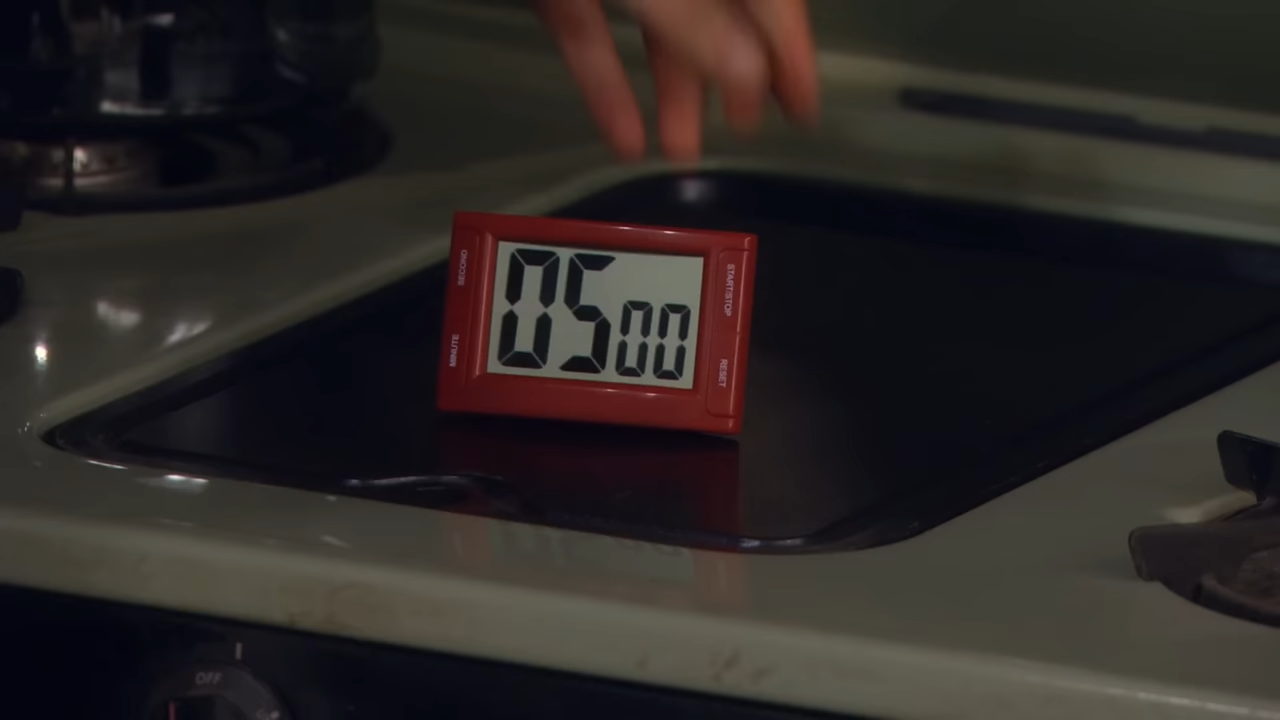 SECOND
MINUTE
05 00
START/STOP
RESET
OFF